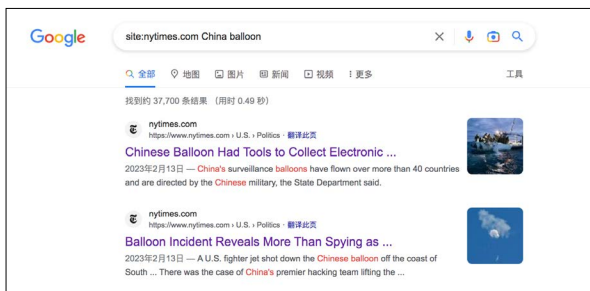 Google
site:nytimes.com China balloon
全部 地图 图片 新闻 视频 更多 工具
找到约 37,700 条结果 （用时 0.49 秒）
nytimes.com
https://www.nytimes.com › U.S. › Politics · 翻译此页
Chinese Balloon Had Tools to Collect Electronic ...
2023年2月13日 — China's surveillance balloons have flown over more than 40 countries
and are directed by the Chinese military, the State Department said.
nytimes.com
https://www.nytimes.com › U.S. › Politics · 翻译此页
Balloon Incident Reveals More Than Spying as ...
2023年2月13日 — A U.S. fighter jet shot down the Chinese balloon off the coast of
South ... There was the case of China's premier hacking team lifting the ...